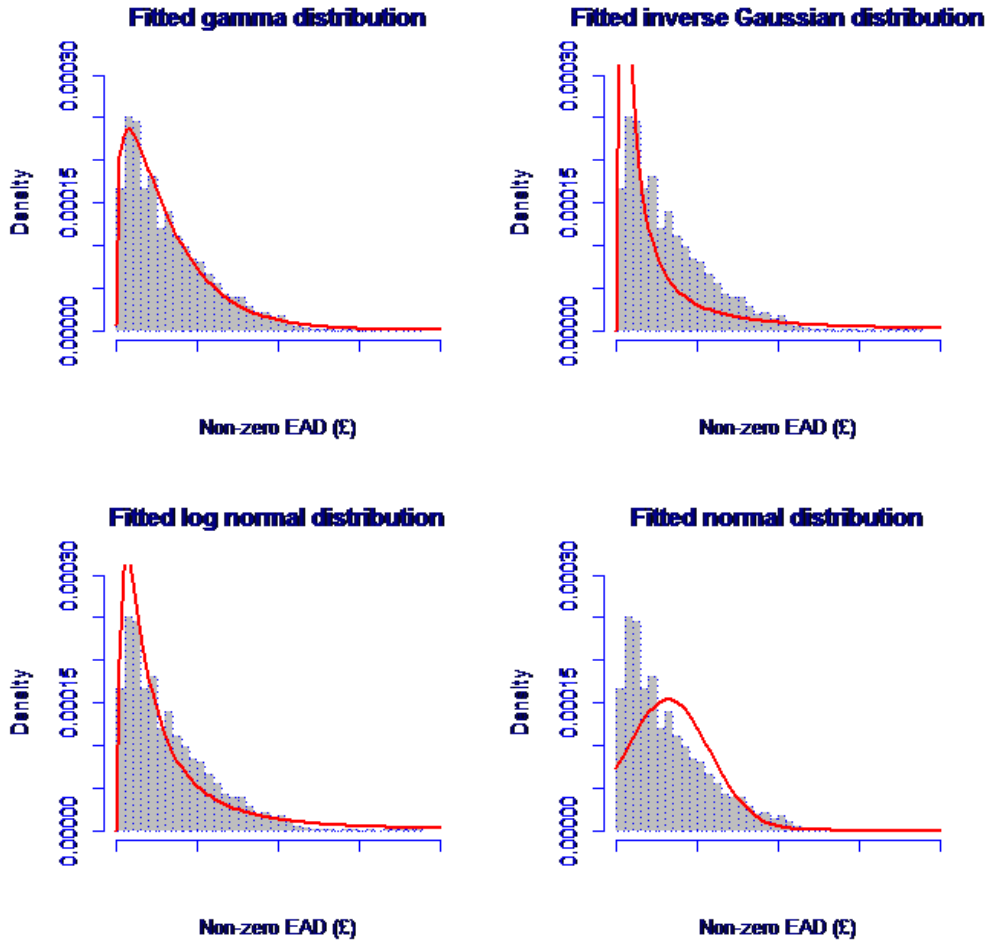 Fitted gamma distribution
0.00030
0.00015
0.00000
Density
Non-zero EAD (£)
Fitted inverse Gaussian distribution
0.00030
0.00015
0.00000
Density
Non-zero EAD (£)
Fitted log normal distribution
0.00030
0.00015
0.00000
Density
Non-zero EAD (£)
Fitted normal distribution
0.00030
0.00015
0.00000
Density
Non-zero EAD (£)